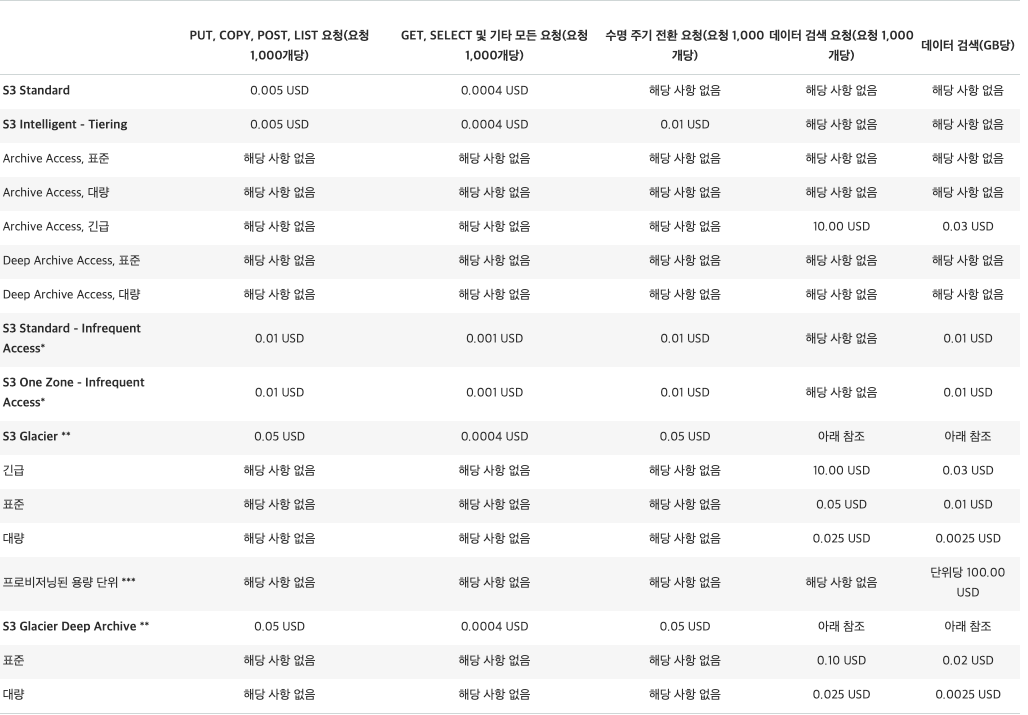 PUT, COPY, POST, LIST 요청(요청 1,000개당) GET, SELECT 및 기타 모든 요청(요청 1,000개당) 수명 주기 전환 요청(요청 1,000개당) 데이터 검색 요청(요청 1,000개당) 데이터 검색(GB당)
S3 Standard 0.005 USD 0.0004 USD 해당 사항 없음 해당 사항 없음 해당 사항 없음
S3 Intelligent - Tiering 0.005 USD 0.0004 USD 0.01 USD 해당 사항 없음 해당 사항 없음
Archive Access, 표준 해당 사항 없음 해당 사항 없음 해당 사항 없음 해당 사항 없음 해당 사항 없음
Archive Access, 대량 해당 사항 없음 해당 사항 없음 해당 사항 없음 해당 사항 없음 해당 사항 없음
Archive Access, 긴급 해당 사항 없음 해당 사항 없음 해당 사항 없음 10.00 USD 0.03 USD
Deep Archive Access, 표준 해당 사항 없음 해당 사항 없음 해당 사항 없음 해당 사항 없음 해당 사항 없음
Deep Archive Access, 대량 해당 사항 없음 해당 사항 없음 해당 사항 없음 해당 사항 없음 해당 사항 없음
S3 Standard - Infrequent Access* 0.01 USD 0.001 USD 0.01 USD 해당 사항 없음 0.01 USD
S3 One Zone - Infrequent Access* 0.01 USD 0.001 USD 0.01 USD 해당 사항 없음 0.01 USD
S3 Glacier ** 0.05 USD 0.0004 USD 0.05 USD 아래 참조 아래 참조
긴급 해당 사항 없음 해당 사항 없음 해당 사항 없음 10.00 USD 0.03 USD
표준 해당 사항 없음 해당 사항 없음 해당 사항 없음 0.05 USD 0.01 USD
대량 해당 사항 없음 해당 사항 없음 해당 사항 없음 0.025 USD 0.0025 USD
프로비저닝된 용량 단위 *** 해당 사항 없음 해당 사항 없음 해당 사항 없음 해당 사항 없음 단위당 100.00 USD
S3 Glacier Deep Archive ** 0.05 USD 0.0004 USD 0.05 USD 아래 참조 아래 참조
표준 해당 사항 없음 해당 사항 없음 해당 사항 없음 0.10 USD 0.02 USD
대량 해당 사항 없음 해당 사항 없음 해당 사항 없음 0.025 USD 0.0025 USD